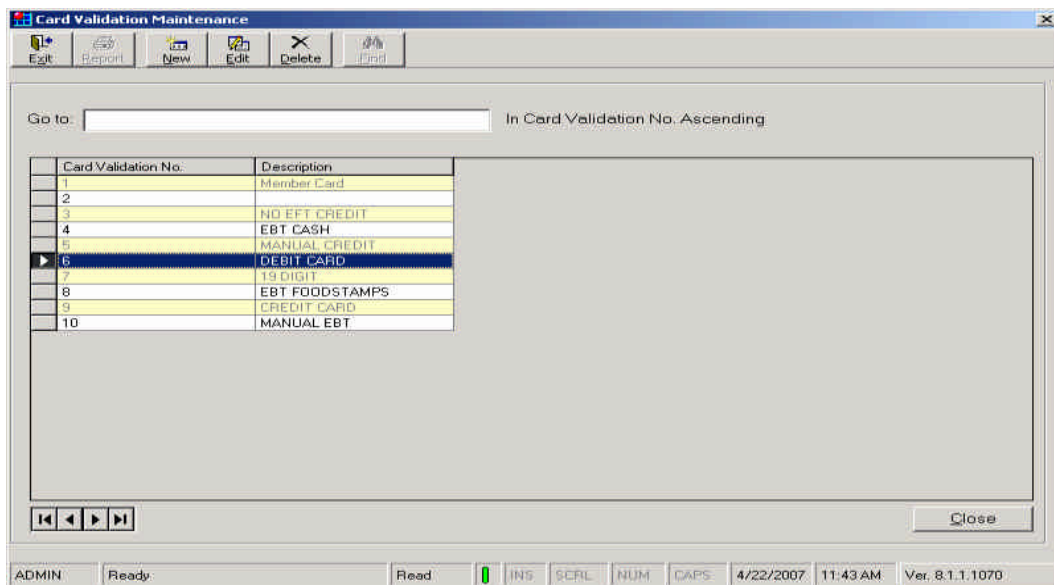 Card Validation Maintenance
Exit Report New Edit Delete Find
Go to: In Card Validation No. Ascending
Card Validation No. Description
1 Member Card
2
3 NO EFT CREDIT
4 EBT CASH
5 MANUAL CREDIT
6 DEBIT CARD
7 19 DIGIT
8 EBT FOODSTAMPS
9 CREDIT CARD
10 MANUAL EBT
Close
ADMIN Ready Read INS SCRL NUM CAPS 4/22/2007 11:43 AM Ver. 8.1.1.1070